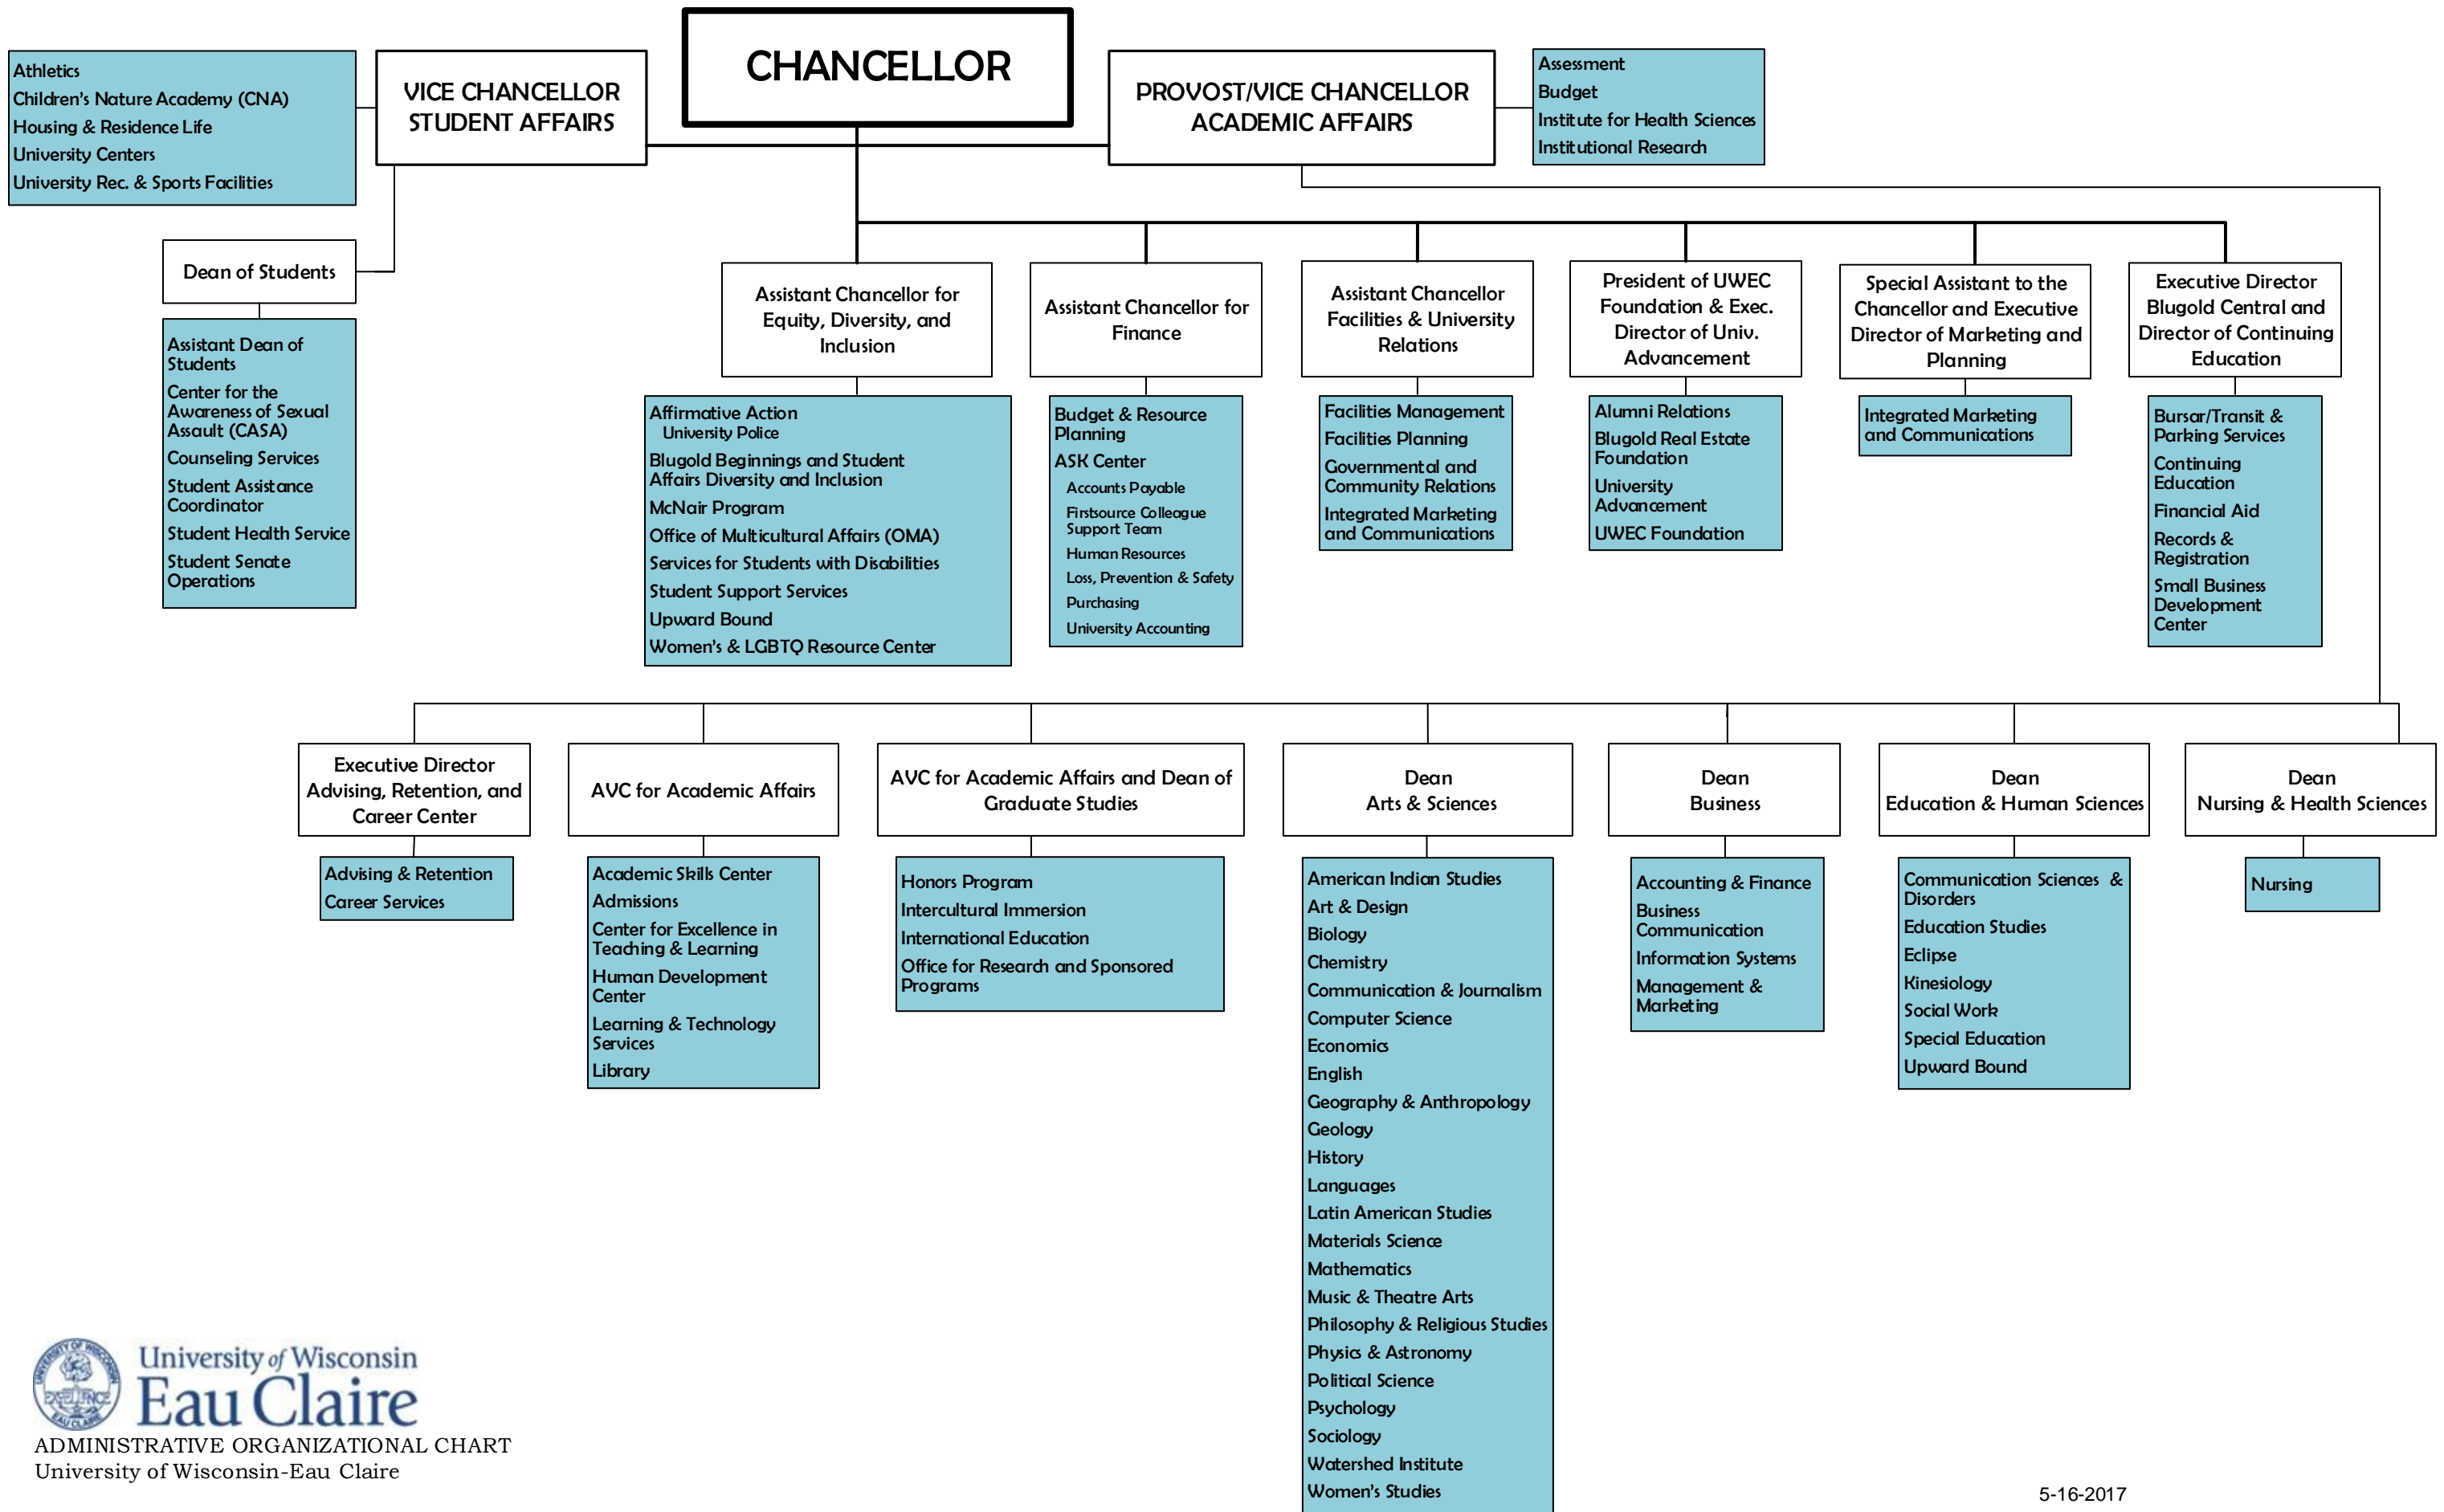 CHANCELLOR
Athletics
Children's Nature Academy (CNA)
Housing & Residence Life
University Centers
University Rec. & Sports Facilities
VICE CHANCELLOR
STUDENT AFFAIRS
PROVOST/VICE CHANCELLOR
ACADEMIC AFFAIRS
Assessment
Budget
Institute for Health Sciences
Institutional Research
Dean of Students
Assistant Dean of
Students
Center for the
Awareness of Sexual
Assault (CASA)
Counseling Services
Student Assistance
Coordinator
Student Health Service
Student Senate
Operations
Assistant Chancellor for
Equity, Diversity, and
Inclusion
Affirmative Action
University Police
Blugold Beginnings and Student
Affairs Diversity and Inclusion
McNair Program
Office of Multicultural Affairs (OMA)
Services for Students with Disabilities
Student Support Services
Upward Bound
Women's & LGBTQ Resource Center
Assistant Chancellor for
Finance
Budget & Resource
Planning
ASK Center
Accounts Payable
Firstsource Colleague
Support Team
Human Resources
Loss, Prevention & Safety
Purchasing
University Accounting
Assistant Chancellor
Facilities & University
Relations
Facilities Management
Facilities Planning
Governmental and
Community Relations
Integrated Marketing
and Communications
President of UWEC
Foundation & Exec.
Director of Univ.
Advancement
Alumni Relations
Blugold Real Estate
Foundation
University
Advancement
UWEC Foundation
Special Assistant to the
Chancellor and Executive
Director of Marketing and
Planning
Integrated Marketing
and Communications
Executive Director
Blugold Central and
Director of Continuing
Education
Bursar/Transit &
Parking Services
Continuing
Education
Financial Aid
Records &
Registration
Small Business
Development
Center
Executive Director
Advising, Retention, and
Career Center
Advising & Retention
Career Services
AVC for Academic Affairs
Academic Skills Center
Admissions
Center for Excellence in
Teaching & Learning
Human Development
Center
Learning & Technology
Services
Library
AVC for Academic Affairs and Dean of
Graduate Studies
Honors Program
Intercultural Immersion
International Education
Office for Research and Sponsored
Programs
Dean
Arts & Sciences
American Indian Studies
Art & Design
Biology
Chemistry
Communication & Journalism
Computer Science
Economics
English
Geography & Anthropology
Geology
History
Languages
Latin American Studies
Materials Science
Mathematics
Music & Theatre Arts
Philosophy & Religious Studies
Physics & Astronomy
Political Science
Psychology
Sociology
Watershed Institute
Women's Studies
Dean
Business
Accounting & Finance
Business
Communication
Information Systems
Management &
Marketing
Dean
Education & Human Sciences
Communication Sciences &
Disorders
Education Studies
Eclipse
Kinesiology
Social Work
Special Education
Upward Bound
Dean
Nursing & Health Sciences
Nursing
UNIVERSITY OF WISCONSIN
EXCELLENCE
EAU CLAIRE
University of Wisconsin
Eau Claire
ADMINISTRATIVE ORGANIZATIONAL CHART
University of Wisconsin-Eau Claire
5-16-2017